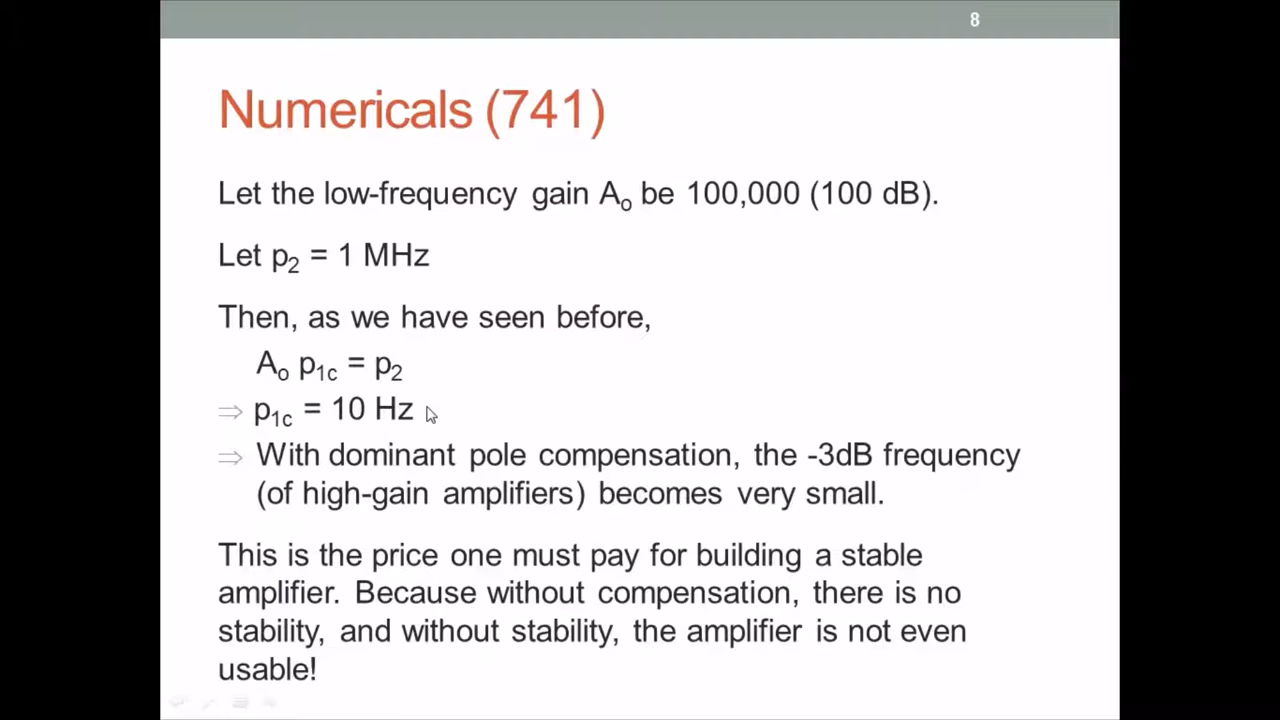 8
Numericals (741)
Let the low-frequency gain Aₒ be 100,000 (100 dB).
Let p₂ = 1 MHz
Then, as we have seen before,
Aₒ p₁c = p₂
⇒ p₁c = 10 Hz
⇒ With dominant pole compensation, the -3dB frequency
(of high-gain amplifiers) becomes very small.
This is the price one must pay for building a stable
amplifier. Because without compensation, there is no
stability, and without stability, the amplifier is not even
usable!